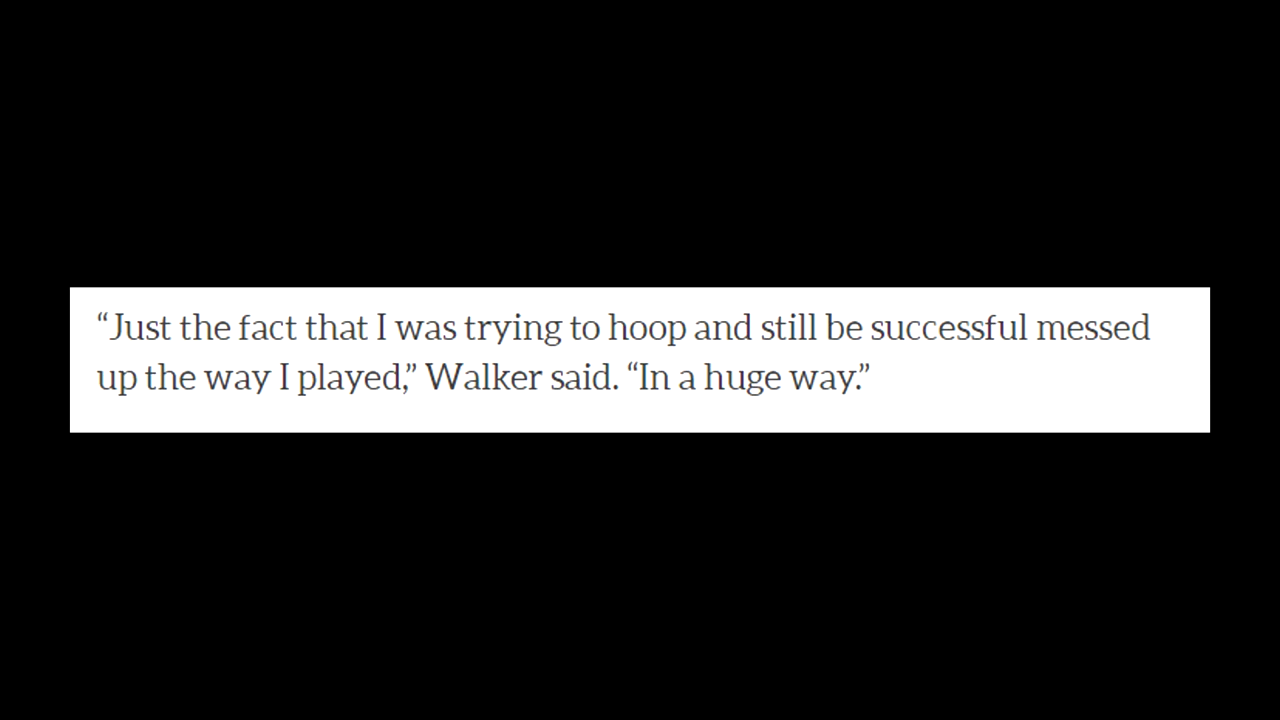 “Just the fact that I was trying to hoop and still be successful messed
up the way I played,” Walker said. “In a huge way.”